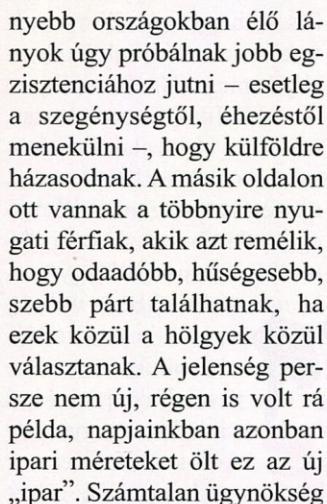 nyebb országokban élő lá-
nyok úgy próbálnak jobb eg-
zisztenciához jutni – esetleg
a szegénységtől, éhezéstől
menekülni –, hogy külföldre
házasodnak. A másik oldalon
ott vannak a többnyire nyu-
gati férfiak, akik azt remélik,
hogy odaadóbb, hűségesebb,
szebb párt találhatnak, ha
ezek közül a hölgyek közül
választanak. A jelenség per-
sze nem új, régen is volt rá
példa, napjainkban azonban
ipari méreteket ölt ez az új
„ipar”. Számtalan ügynökség